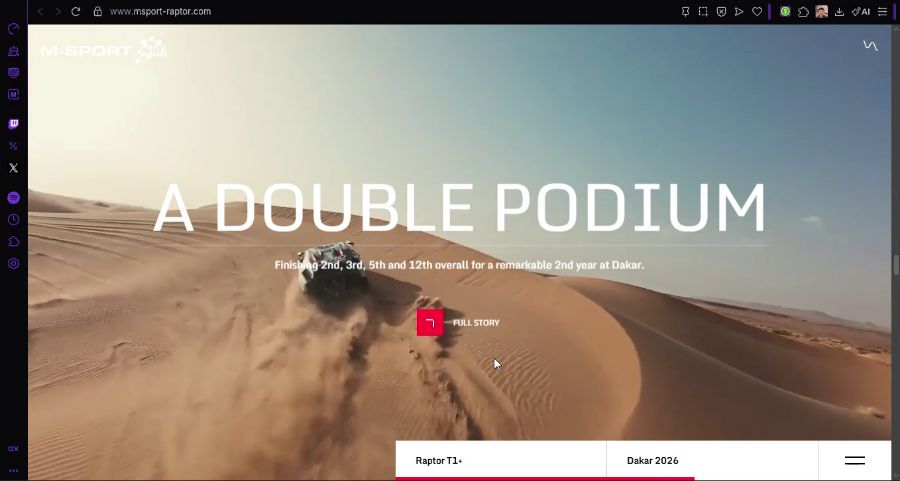 www.msport-raptor.com
AI
M-SPORT
A DOUBLE PODIUM
Finishing 2nd, 3rd, 5th and 12th overall for a remarkable 2nd year at Dakar.
FULL STORY
Raptor T1+
Dakar 2026